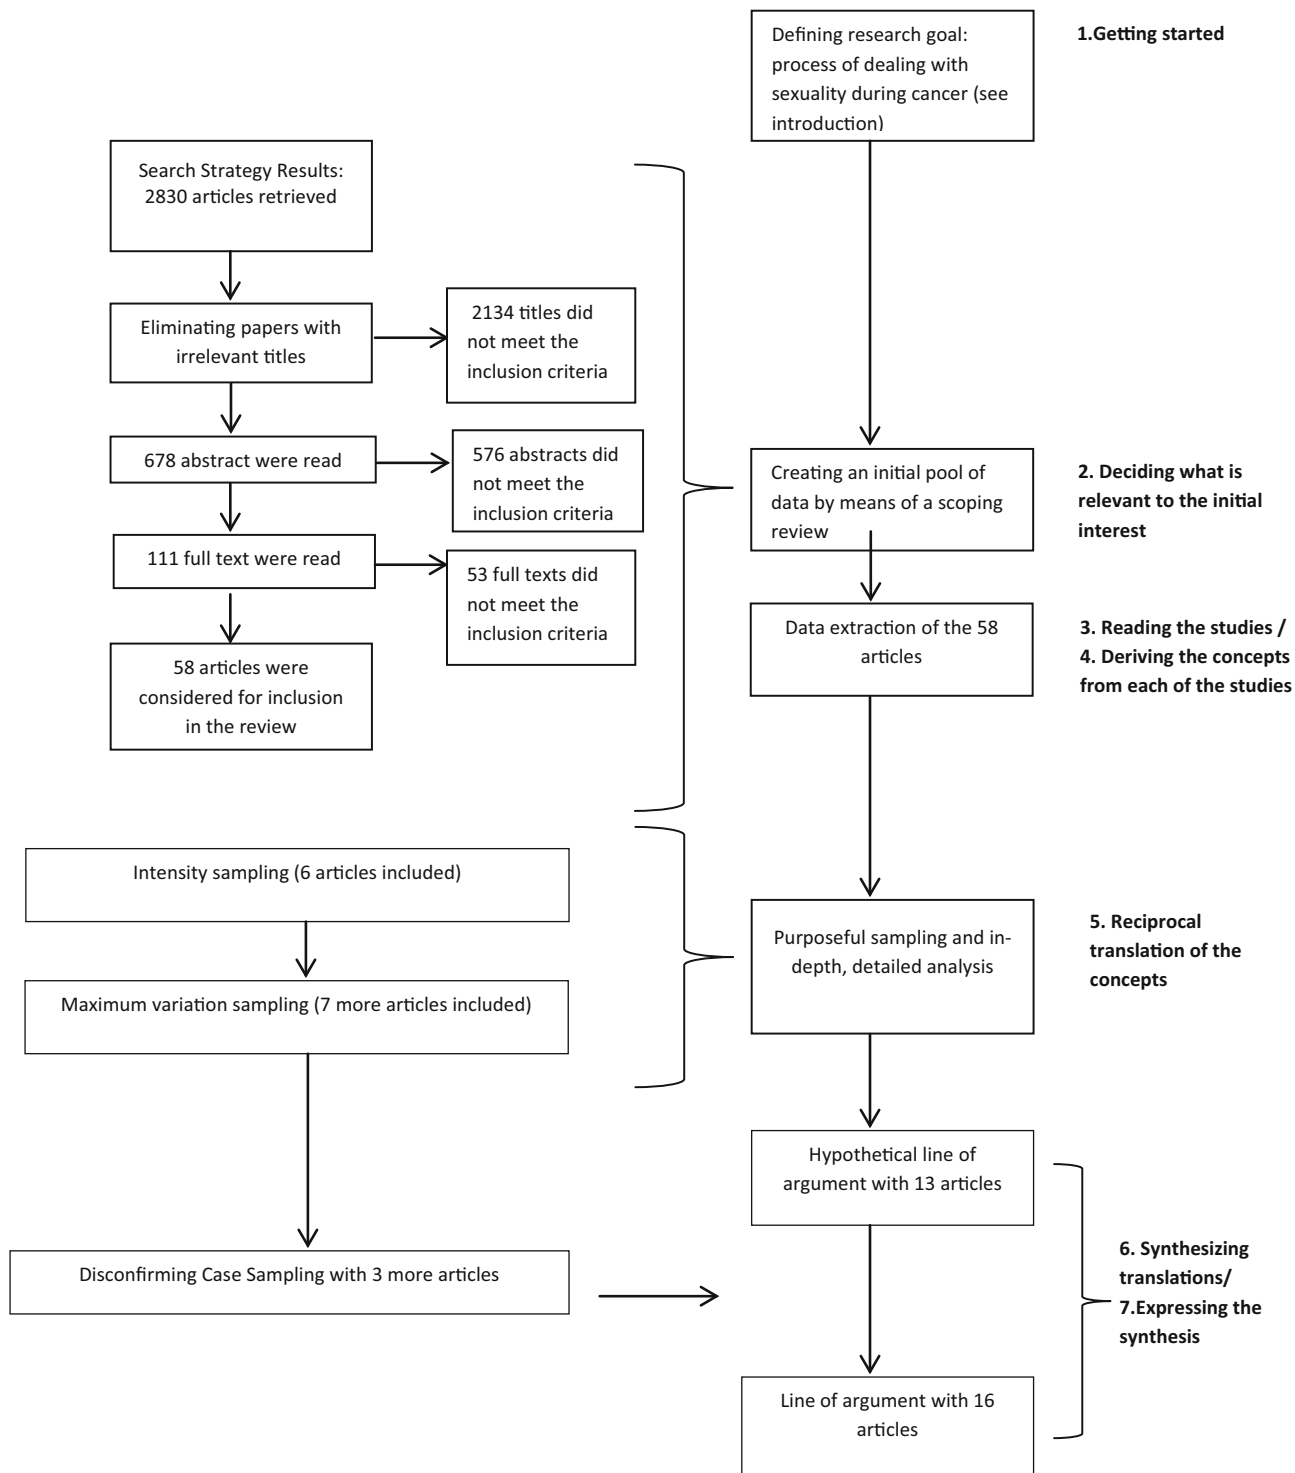 Defining research goal:
process of dealing with
sexuality during cancer (see
introduction)
1.Getting started
Search Strategy Results:
2830 articles retrieved
Eliminating papers with
irrelevant titles
2134 titles did
not meet the
inclusion criteria
678 abstract were read
576 abstracts did
not meet the
inclusion criteria
111 full text were read
53 full texts did
not meet the
inclusion criteria
58 articles were
considered for inclusion
in the review
Creating an initial pool of
data by means of a scoping
review
2. Deciding what is
relevant to the initial
interest
Data extraction of the 58
articles
3. Reading the studies /
4. Deriving the concepts
from each of the studies
Intensity sampling (6 articles included)
Maximum variation sampling (7 more articles included)
Purposeful sampling and in-
depth, detailed analysis
5. Reciprocal
translation of the
concepts
Hypothetical line of
argument with 13 articles
Disconfirming Case Sampling with 3 more articles
6. Synthesizing
translations/
7.Expressing the
synthesis
Line of argument with 16
articles